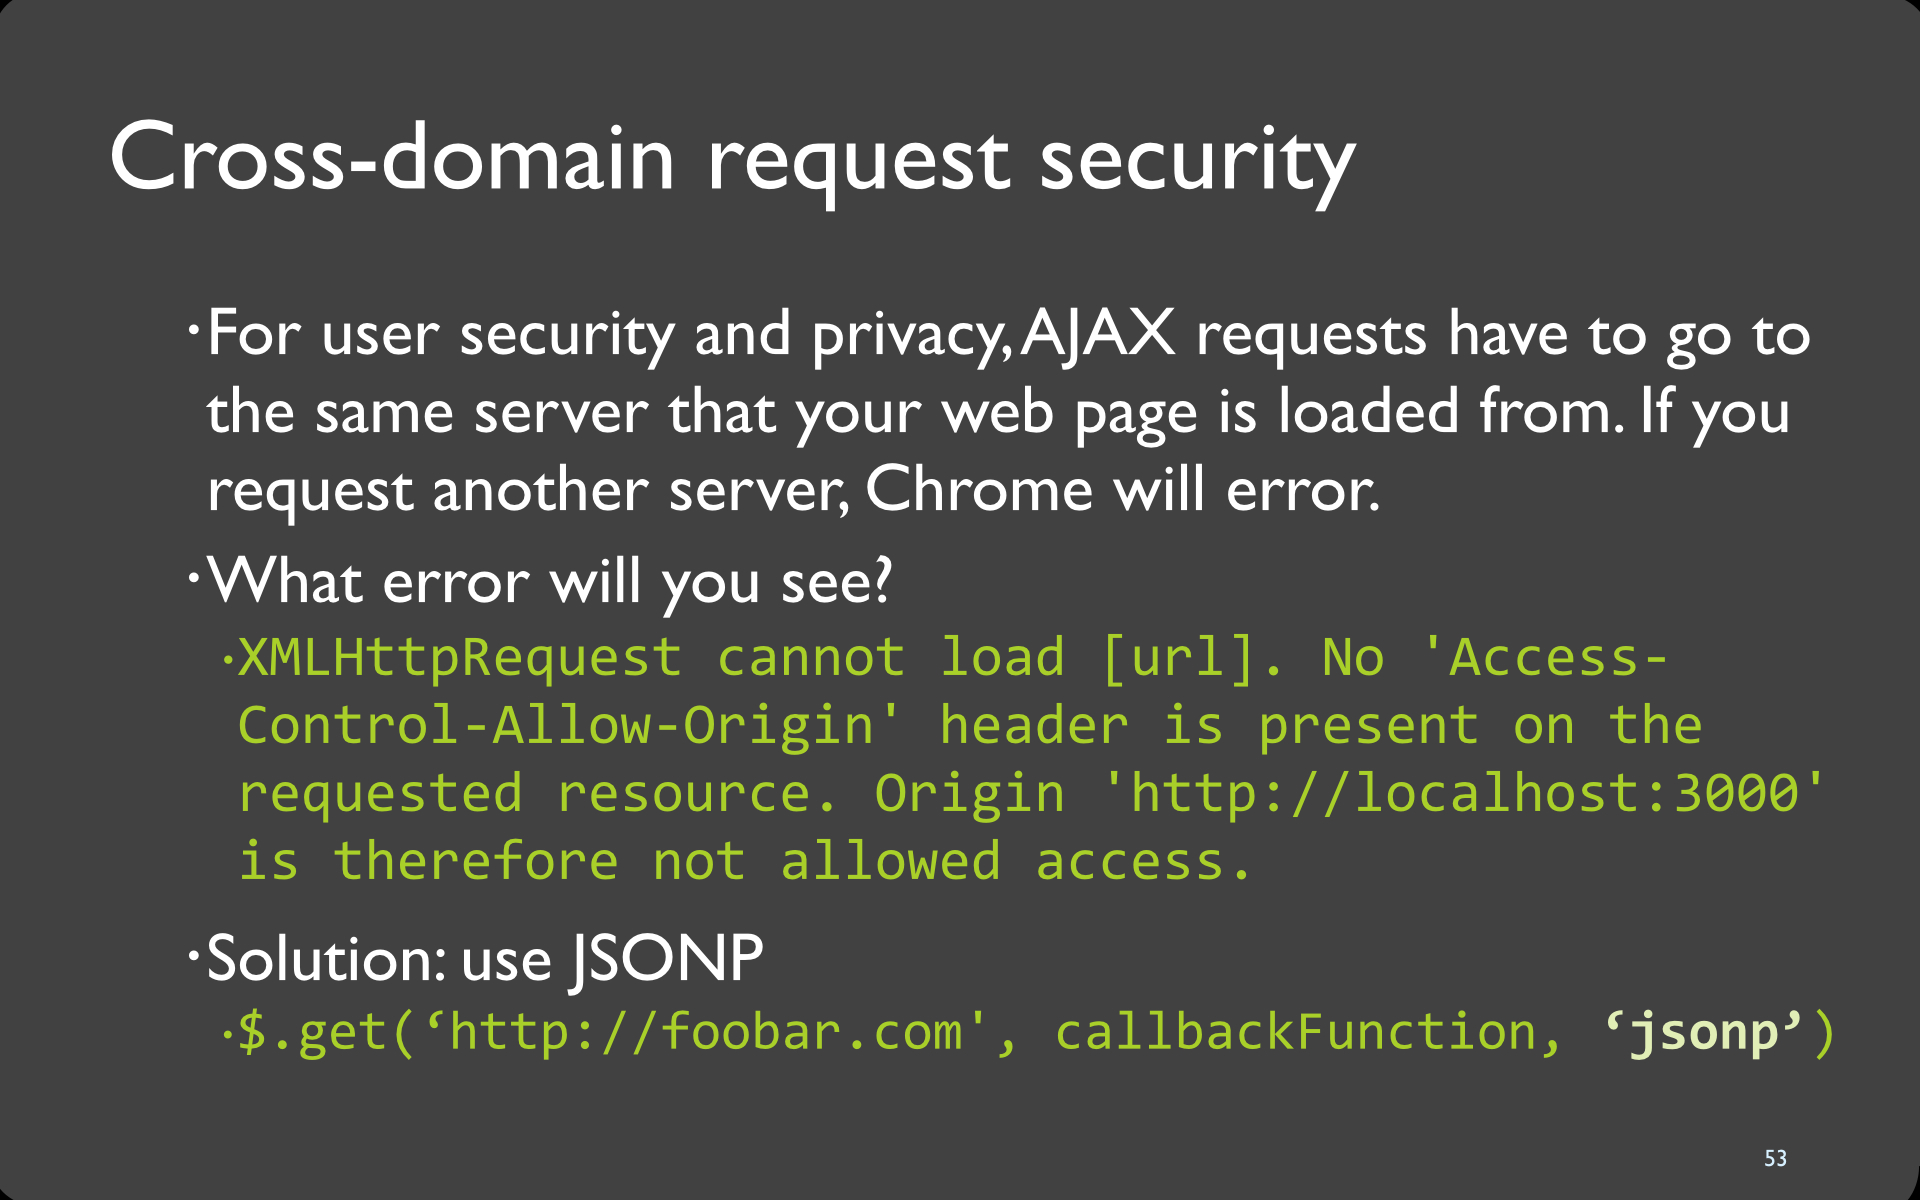 Cross-domain request security
·For user security and privacy, AJAX requests have to go to
the same server that your web page is loaded from. If you
request another server, Chrome will error.
·What error will you see?
·XMLHttpRequest cannot load [url]. No 'Access-
Control-Allow-Origin' header is present on the
requested resource. Origin 'http://localhost:3000'
is therefore not allowed access.
·Solution: use JSONP
·$.get(‘http://foobar.com', callbackFunction, ‘jsonp’)
53